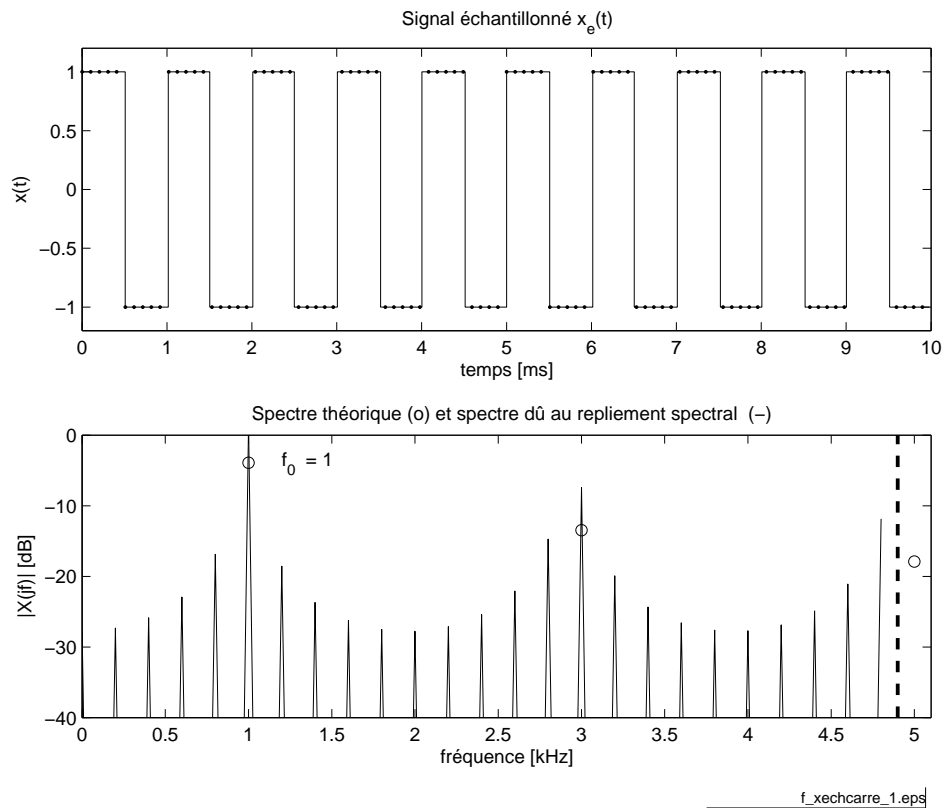 Signal échantillonné x_e(t)
1
0.5
0
−0.5
−1
x(t)
0 1 2 3 4 5 6 7 8 9 10
temps [ms]
Spectre théorique (o) et spectre dû au repliement spectral (−)
0
−10
−20
−30
−40
|X(jf)| [dB]
f_0 = 1
0 0.5 1 1.5 2 2.5 3 3.5 4 4.5 5
fréquence [kHz]
f_xechcarre_1.eps